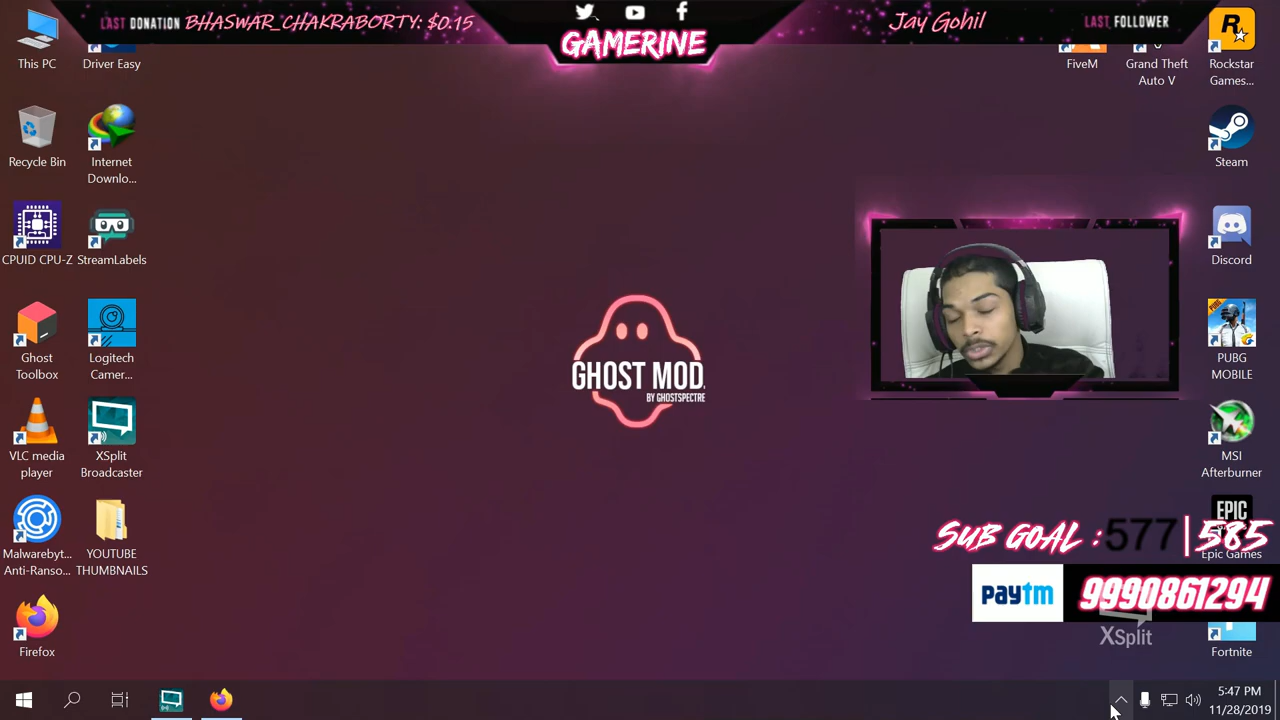 LAST DONATION BHASWAR_CHAKRABORTY: $0.15
GAMERINE
Jay Gohil LAST FOLLOWER
This PC
Driver Easy
FiveM
Grand Theft
Auto V
Rockstar
Games...
Recycle Bin
Internet
Downlo...
Steam
CPUID CPU-Z
StreamLabels
Discord
GHOST MOD.
BY GHOSTSPECTRE
Ghost
Toolbox
Logitech
Camer...
PUBG
MOBILE
VLC media
player
XSplit
Broadcaster
MSI
Afterburner
Malwarebyt...
Anti-Ranso...
YOUTUBE
THUMBNAILS
EPIC
SUB GOAL : 577 | 585
Epic Games
paytm 9990861294
XSplit
Firefox
Fortnite
5:47 PM
11/28/2019